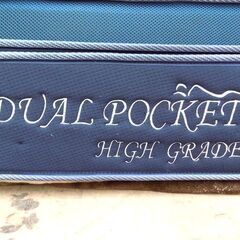 DUAL POCKET
HIGH GRADE